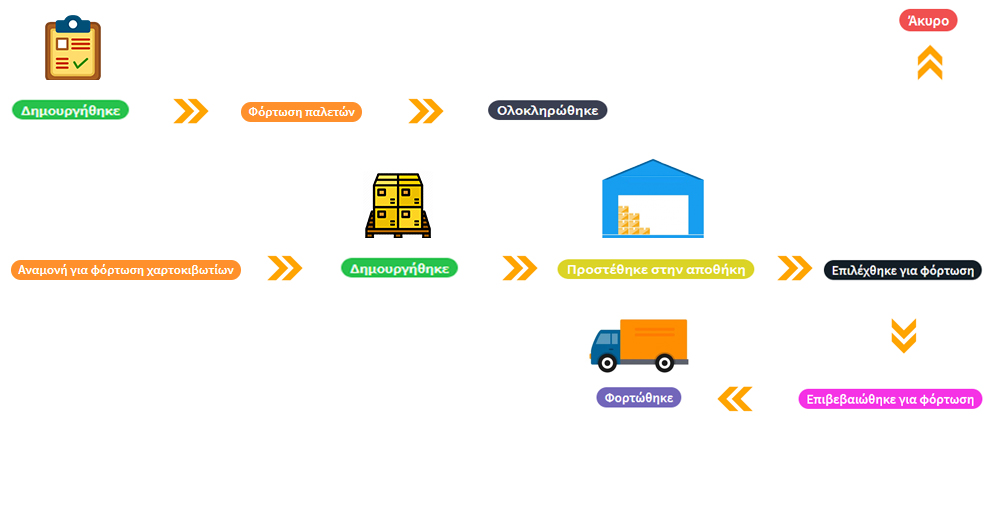 Άκυρο
Δημιουργήθηκε
Φόρτωση παλετών
Ολοκληρώθηκε
Αναμονή για φόρτωση χαρτοκιβωτίων
Δημιουργήθηκε
Προστέθηκε στην αποθήκη
Επιλέχθηκε για φόρτωση
Φορτώθηκε
Επιβεβαιώθηκε για φόρτωση